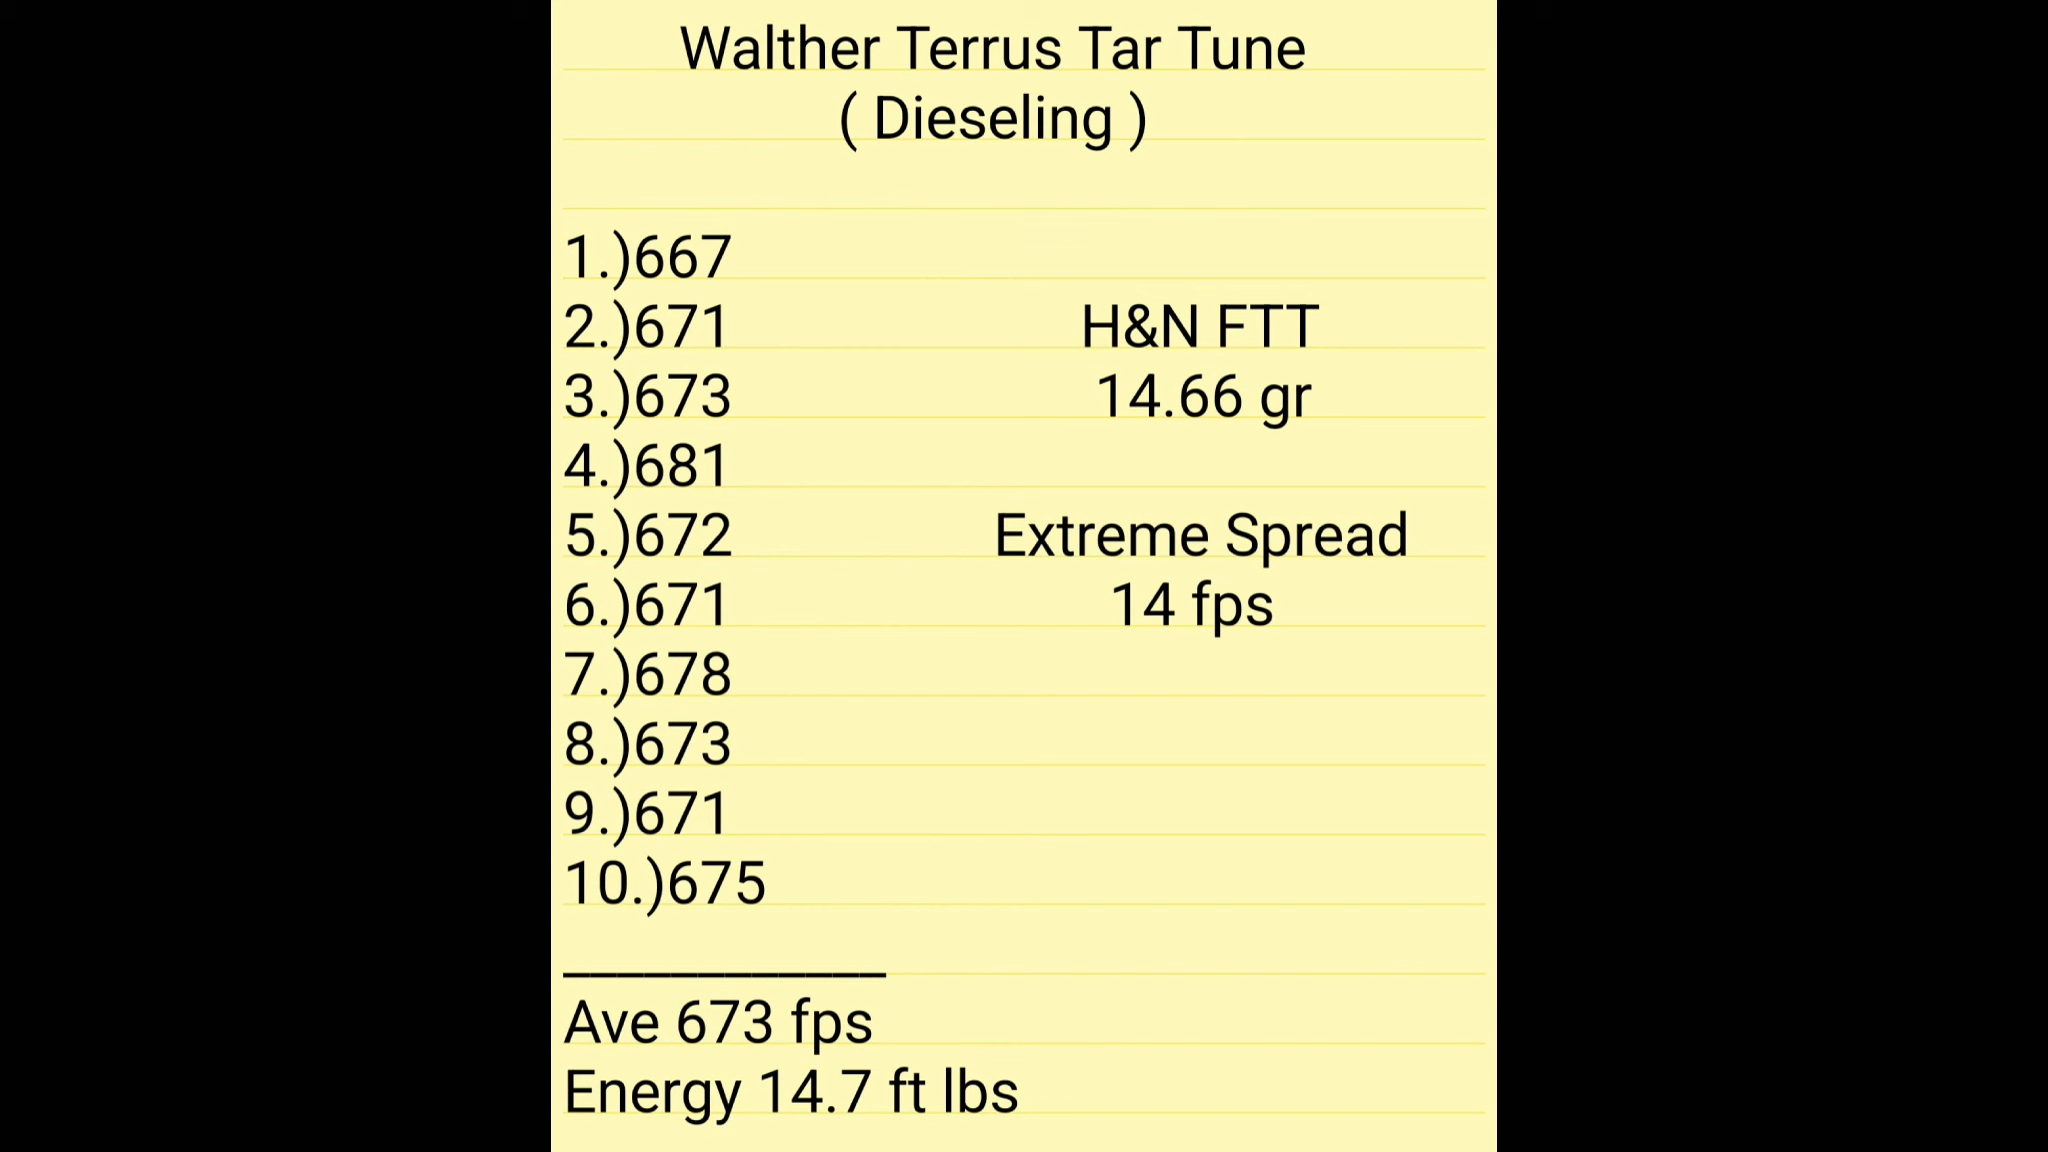 Walther Terrus Tar Tune
( Dieseling )
1.)667
2.)671 H&N FTT
3.)673 14.66 gr
4.)681
5.)672 Extreme Spread
6.)671 14 fps
7.)678
8.)673
9.)671
10.)675
____________
Ave 673 fps
Energy 14.7 ft lbs